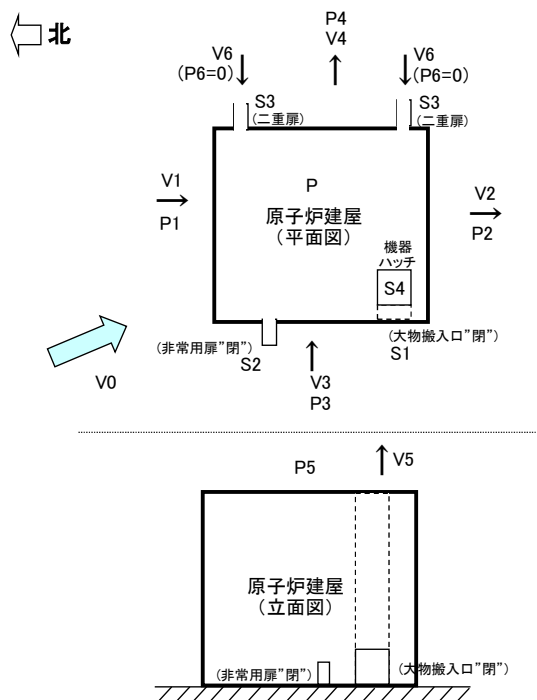 北
P4
V4
V6
(P6=0)
V6
(P6=0)
S3
(二重扉)
S3
(二重扉)
V1
P1
P
原子炉建屋
(平面図)
V2
P2
機器
ハッチ
S4
(非常用扉”閉”)
S2
(大物搬入口”閉”)
S1
V0
V3
P3
P5
V5
原子炉建屋
(立面図)
(非常用扉”閉”)
(大物搬入口”閉”)